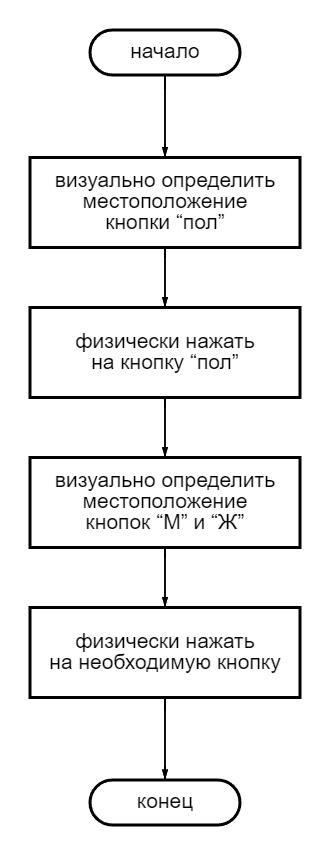 начало
визуально определить
местоположение
кнопки “пол”
физически нажать
на кнопку “пол”
визуально определить
местоположение
кнопок “М” и “Ж”
физически нажать
на необходимую кнопку
конец